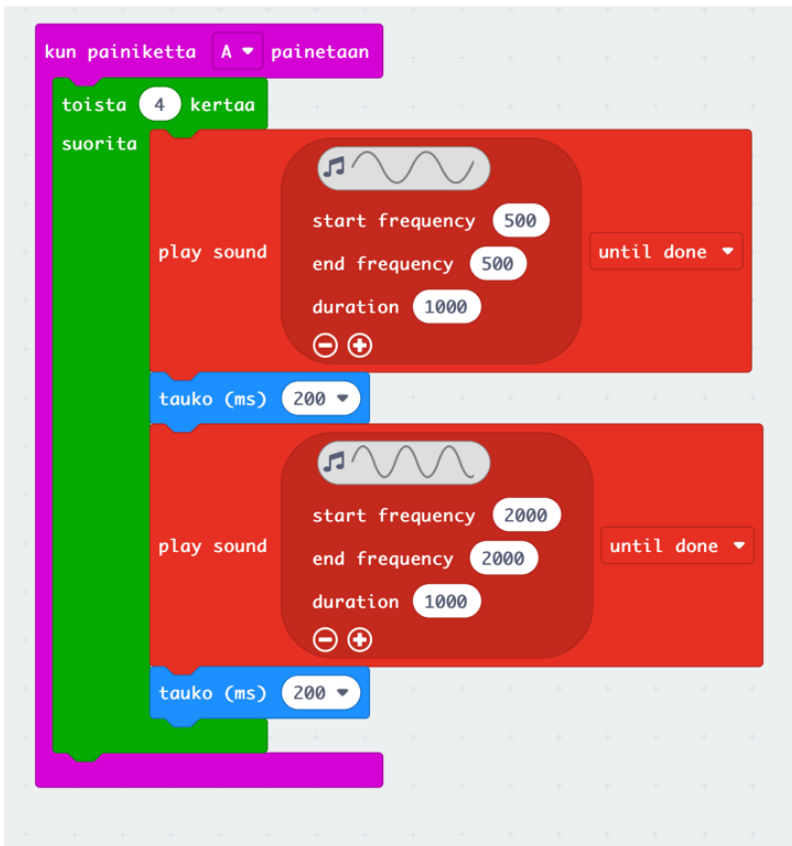 kun painiketta A painetaan
toista 4 kertaa
suorita
play sound
start frequency 500
end frequency 500
duration 1000
until done
tauko (ms) 200
play sound
start frequency 2000
end frequency 2000
duration 1000
until done
tauko (ms) 200